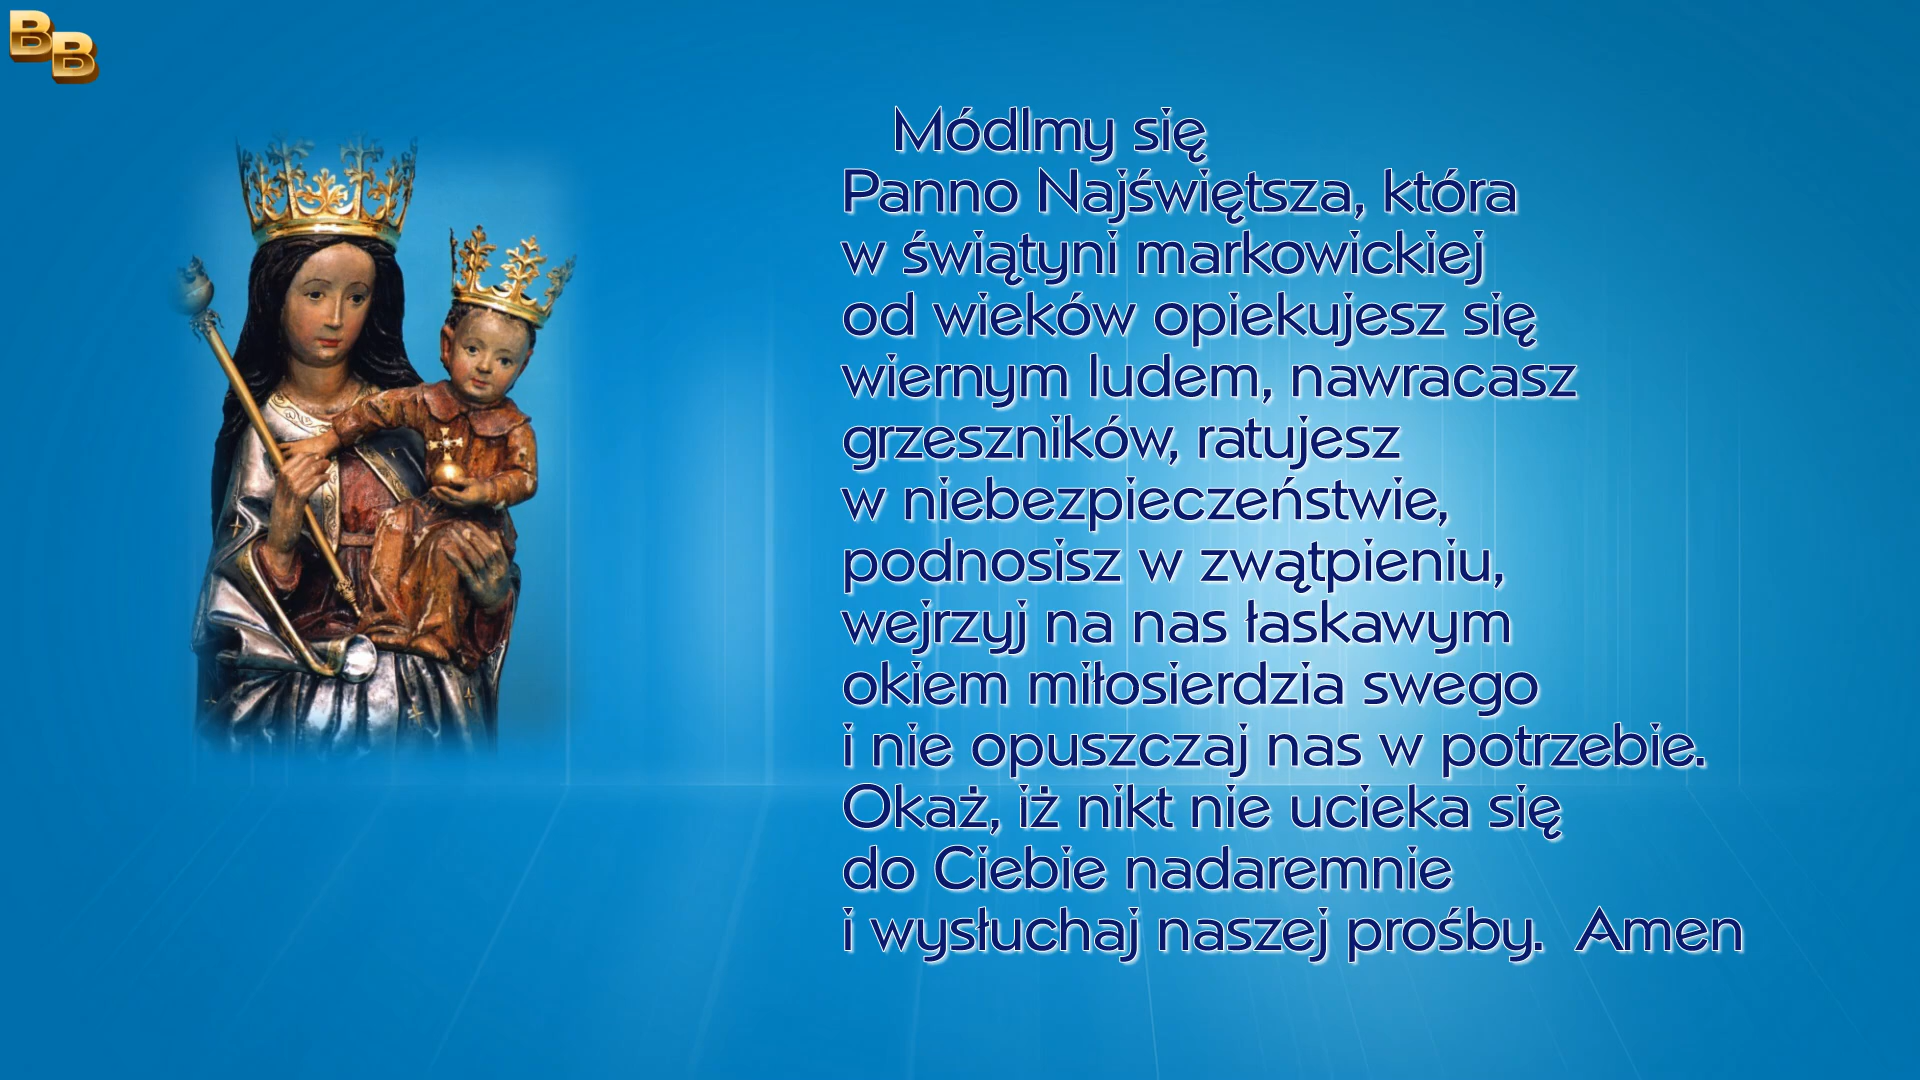 BB
Módlmy się
Panno Najświętsza, która
w świątyni markowickiej
od wieków opiekujesz się
wiernym ludem, nawracasz
grzeszników, ratujesz
w niebezpieczeństwie,
podnosisz w zwątpieniu,
wejrzyj na nas łaskawym
okiem miłosierdzia swego
i nie opuszczaj nas w potrzebie.
Okaż, iż nikt nie ucieka się
do Ciebie nadaremnie
i wysłuchaj naszej prośby. Amen